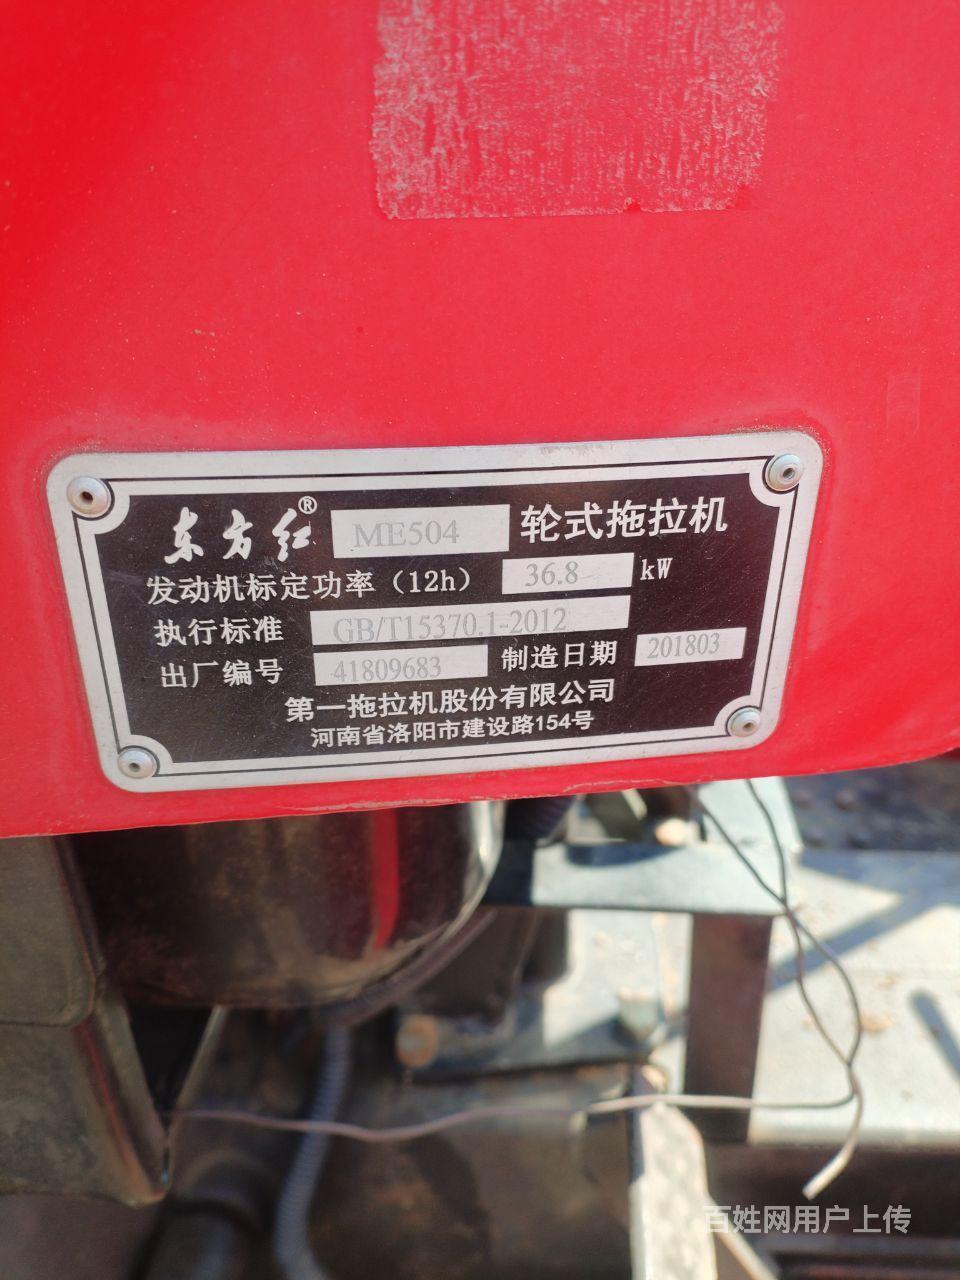 东方红® ME504 轮式拖拉机
发动机标定功率（12h） 36.8 kW
执行标准 GB/T15370.1-2012
出厂编号 41809683 制造日期 201803
第一拖拉机股份有限公司
河南省洛阳市建设路154号
百姓网用户上传